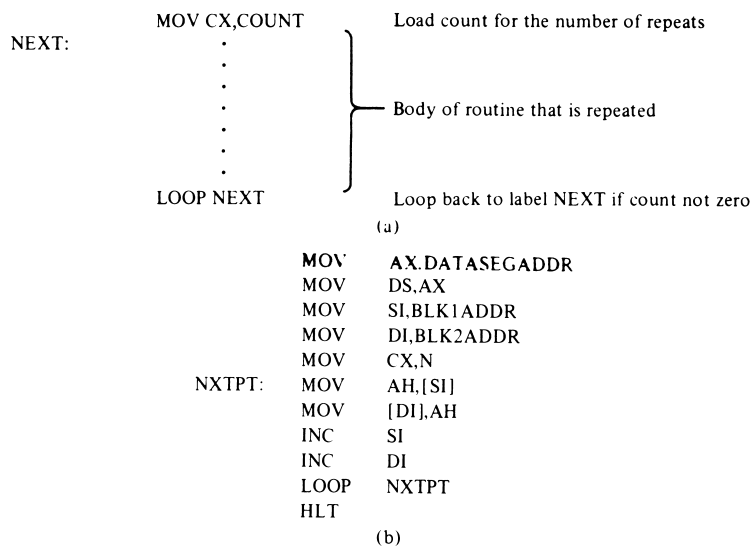 MOV CX,COUNT Load count for the number of repeats
NEXT:
Body of routine that is repeated
LOOP NEXT Loop back to label NEXT if count not zero
(a)
MOV AX.DATASEGADDR
MOV DS,AX
MOV SI,BLK1ADDR
MOV DI,BLK2ADDR
MOV CX,N
NXTPT: MOV AH,[SI]
MOV [DI],AH
INC SI
INC DI
LOOP NXTPT
HLT
(b)